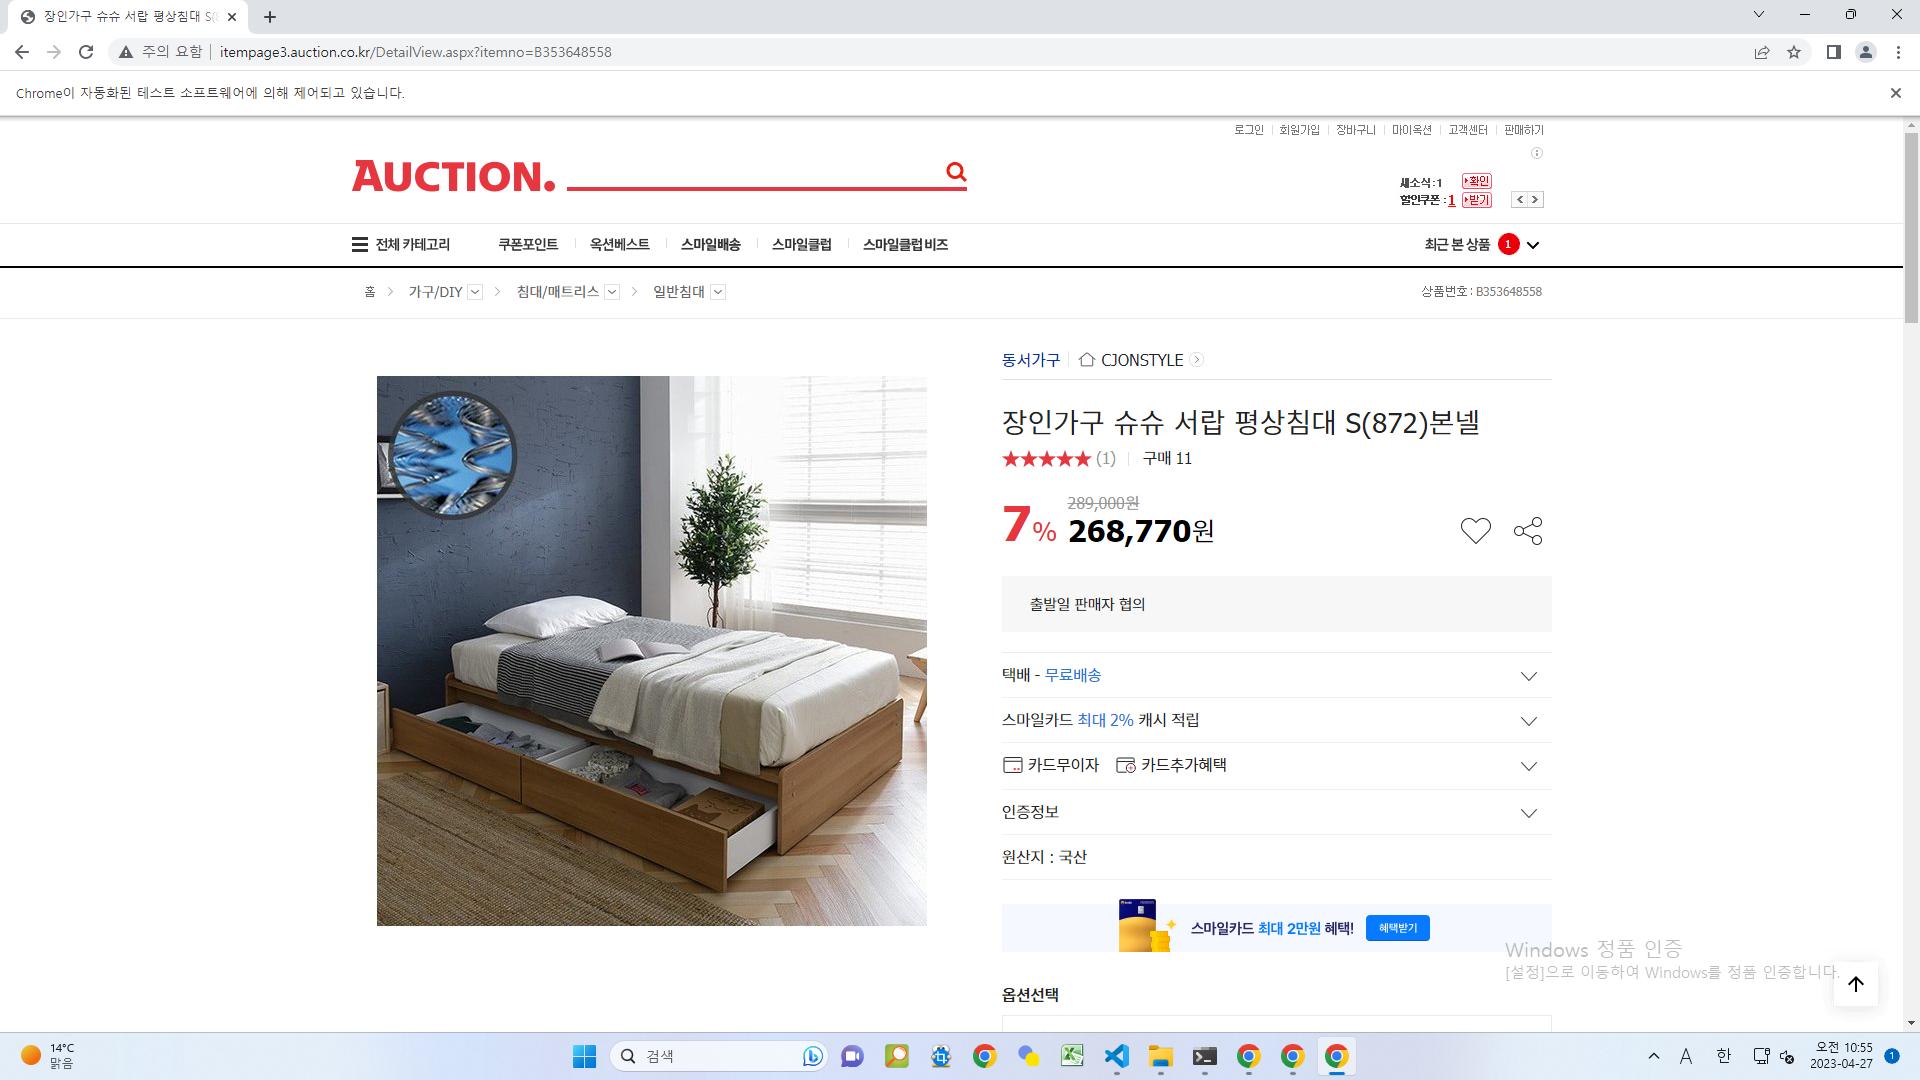 장인가구 슈슈 서랍 평상침대 S(8
주의 요함
itempage3.auction.co.kr/DetailView.aspx?itemno=B353648558
Chrome이 자동화된 테스트 소프트웨어에 의해 제어되고 있습니다.
로그인 회원가입 장바구니 마이옥션 고객센터 판매하기
AUCTION.
새소식 : 1 확인
할인쿠폰 : 1 받기
전체 카테고리 쿠폰포인트 옥션베스트 스마일배송 스마일클럽 스마일클럽 비즈 최근 본 상품 1
홈 가구/DIY 침대/매트리스 일반침대 상품번호 : B353648558
동서가구 CJONSTYLE
장인가구 슈슈 서랍 평상침대 S(872)본넬
(1) 구매 11
289,000원
7% 268,770원
출발일 판매자 협의
택배 - 무료배송
스마일카드 최대 2% 캐시 적립
카드무이자 카드추가혜택
인증정보
원산지 : 국산
스마일카드 최대 2만원 혜택! 혜택받기
Windows 정품 인증
[설정]으로 이동하여 Windows를 정품 인증합니다.
옵션선택
14°C
맑음
검색
A 한
오전 10:55
2023-04-27
1